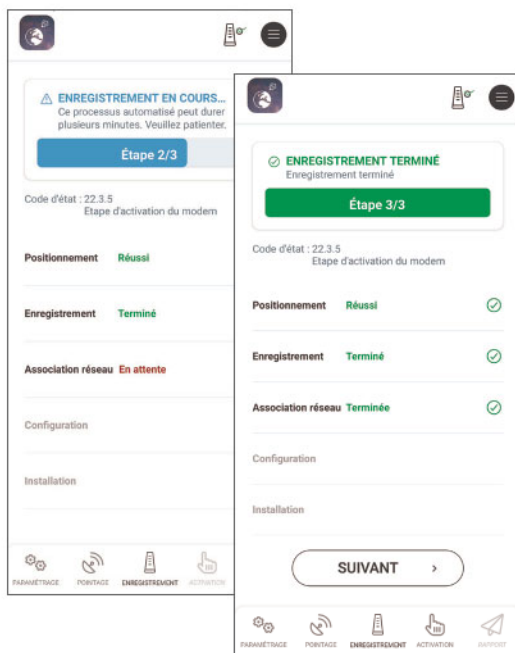 ENREGISTREMENT EN COURS...
Ce processus automatisé peut durer
plusieurs minutes. Veuillez patienter.
Étape 2/3
Code d'état : 22.3.5
Etape d'activation du modem
Positionnement Réussi
Enregistrement Terminé
Association réseau En attente
Configuration
Installation
PARAMÉTRAGE POINTAGE ENREGISTREMENT ACTIVATION
ENREGISTREMENT TERMINÉ
Enregistrement terminé
Étape 3/3
Code d'état : 22.3.5
Etape d'activation du modem
Positionnement Réussi
Enregistrement Terminé
Association réseau Terminée
Configuration
Installation
SUIVANT
PARAMÉTRAGE POINTAGE ENREGISTREMENT ACTIVATION RAPPORT